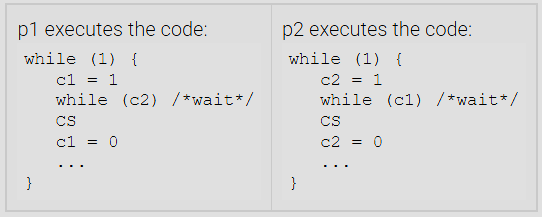 p1 executes the code:
while (1) {
c1 = 1
while (c2) /*wait*/
CS
c1 = 0
...
}
p2 executes the code:
while (1) {
c2 = 1
while (c1) /*wait*/
CS
c2 = 0
...
}